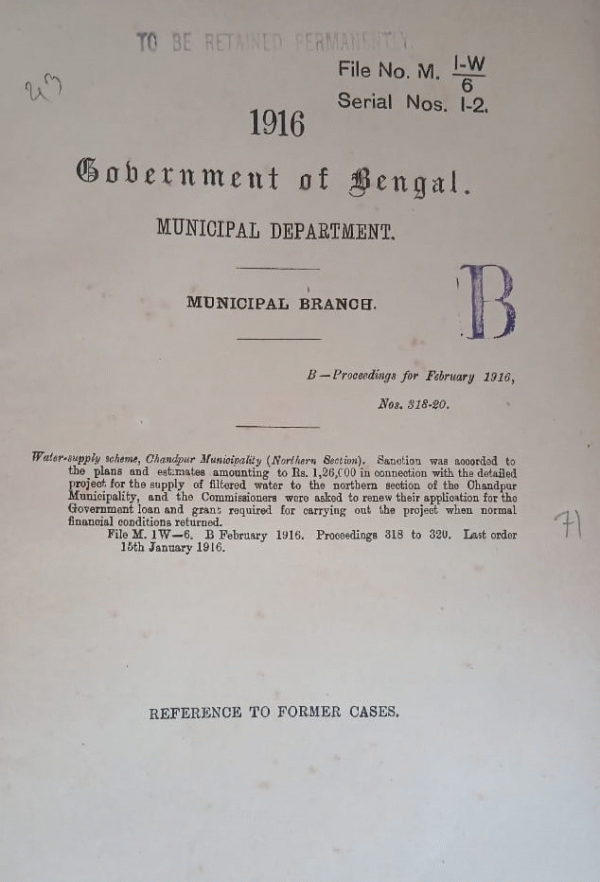 TO BE RETAINED PERMANENTLY.
File No. M. I-W/6
Serial Nos. I-2.
1916
Government of Bengal.
MUNICIPAL DEPARTMENT.
MUNICIPAL BRANCH.
B
B—Proceedings for February 1916,
Nos. 318-20.
Water-supply scheme, Chandpur Municipality (Northern Section). Sanction was accorded to
the plans and estimates amounting to Rs. 1,26,000 in connection with the detailed
project for the supply of filtered water to the northern section of the Chandpur
Municipality, and the Commissioners were asked to renew their application for the
Government loan and grant required for carrying out the project when normal
financial conditions returned.
File M. 1W—6. B February 1916. Proceedings 318 to 320. Last order
15th January 1916.
REFERENCE TO FORMER CASES.